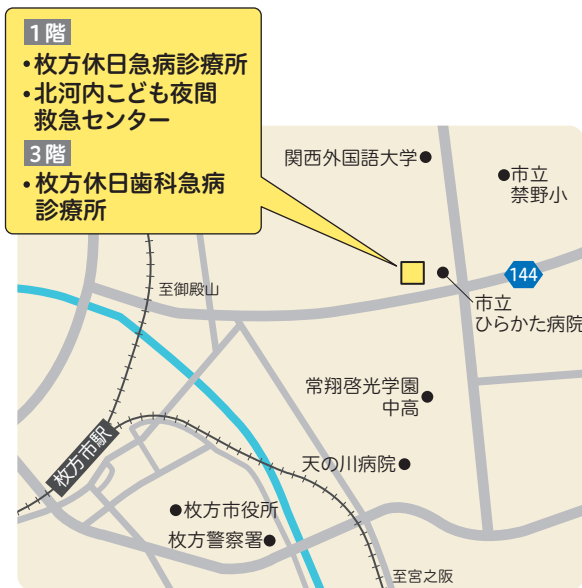 1階
・枚方休日急病診療所
・北河内こども夜間
救急センター
3階
・枚方休日歯科急病
診療所
関西外国語大学
市立
禁野小
144
至御殿山
市立
ひらかた病院
常翔啓光学園
中高
枚方市駅
天の川病院
枚方市役所
枚方警察署
至宮之阪